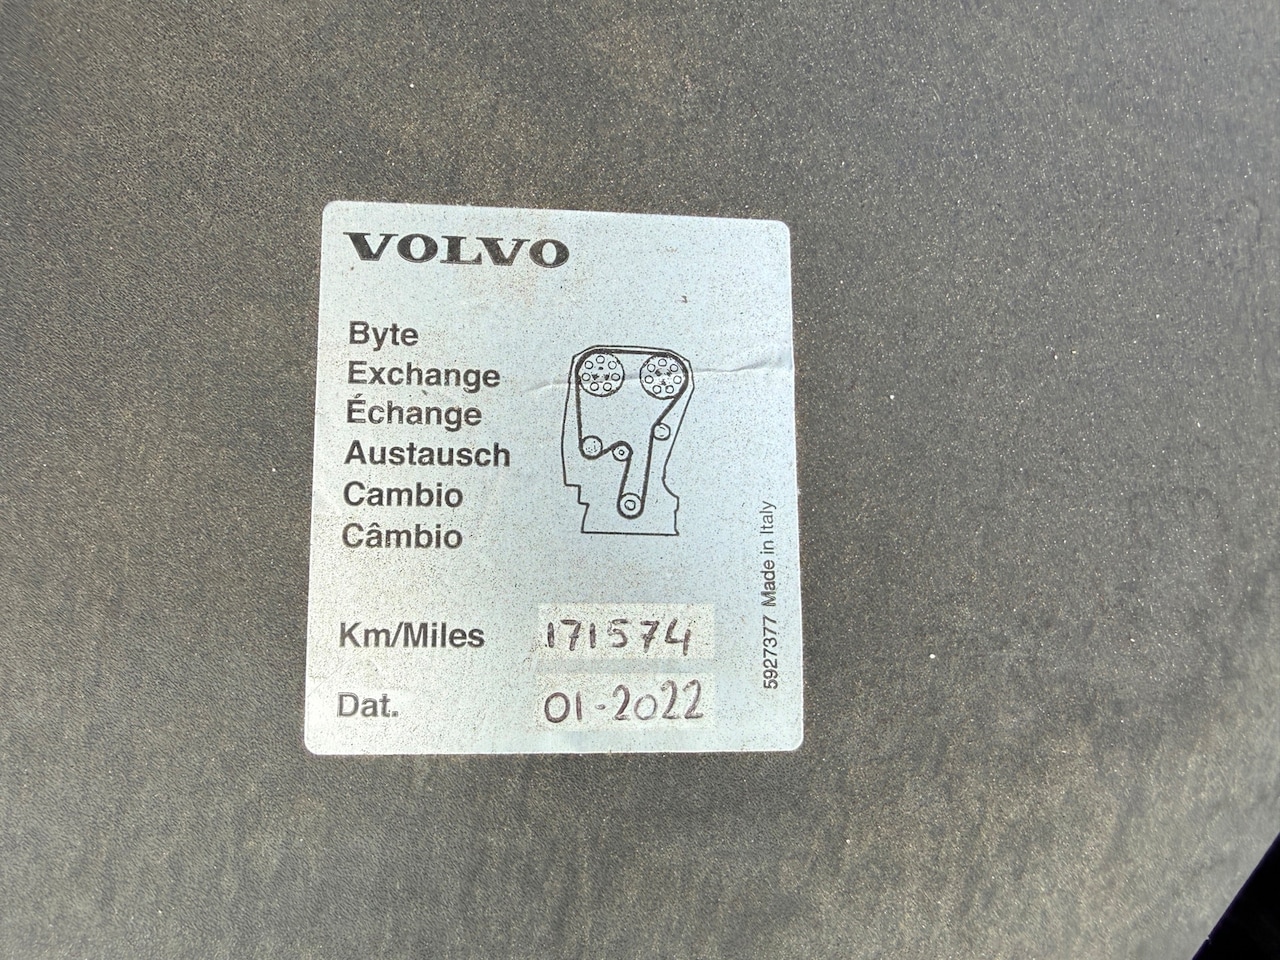 VOLVO
Byte
Exchange
Échange
Austausch
Cambio
Câmbio
Km/Miles 171574
Dat. 01-2022
5927377 Made in Italy